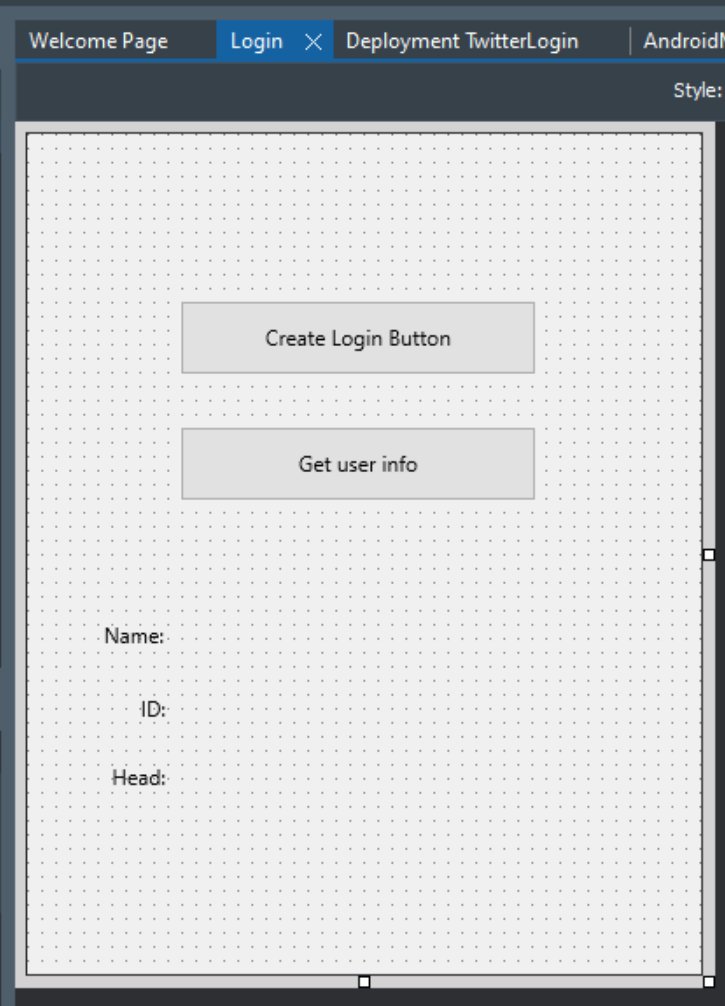 Welcome Page Login Deployment TwitterLogin
Style:
Create Login Button
Get user info
Name:
ID:
Head: